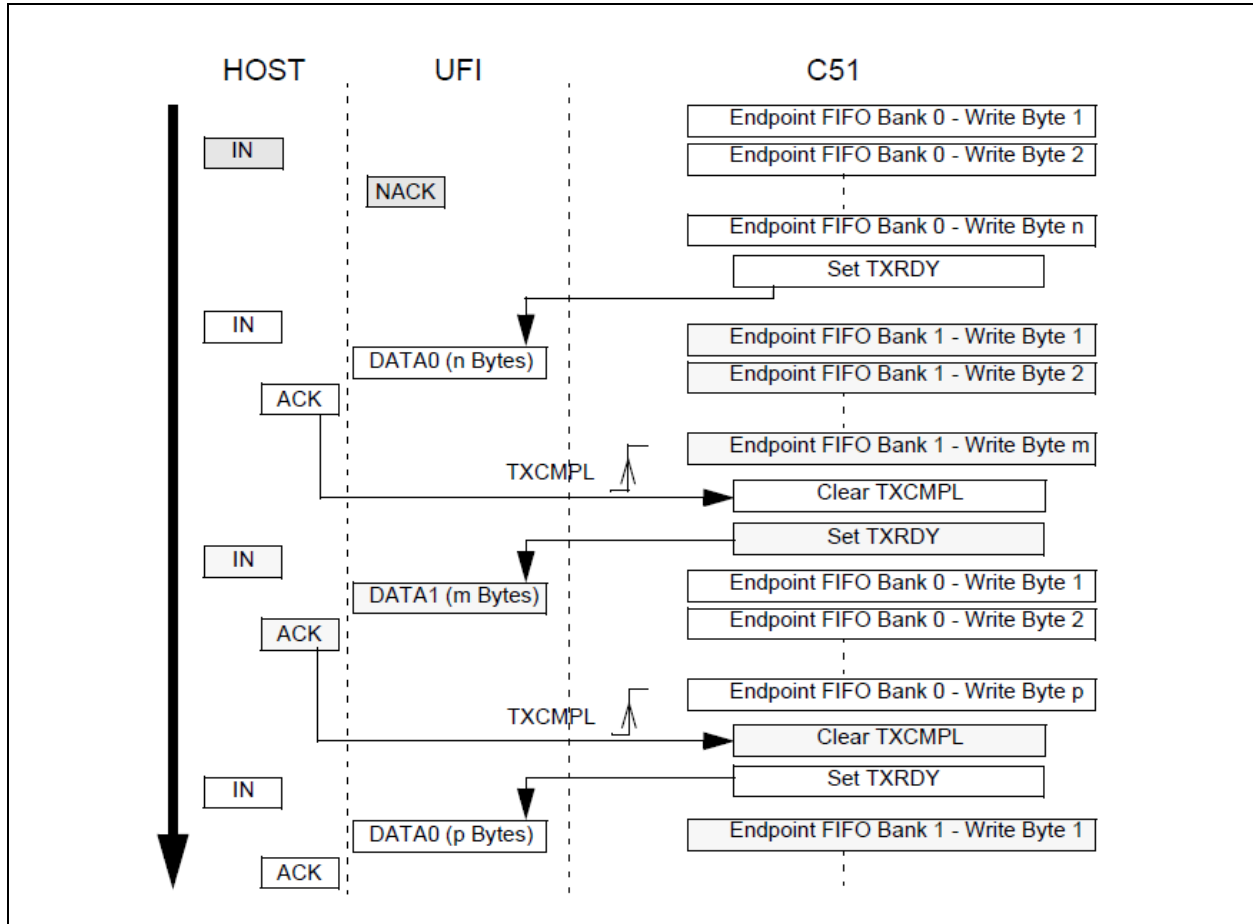 HOST UFI C51
Endpoint FIFO Bank 0 - Write Byte 1
IN
Endpoint FIFO Bank 0 - Write Byte 2
NACK
Endpoint FIFO Bank 0 - Write Byte n
Set TXRDY
IN
Endpoint FIFO Bank 1 - Write Byte 1
DATA0 (n Bytes)
Endpoint FIFO Bank 1 - Write Byte 2
ACK
Endpoint FIFO Bank 1 - Write Byte m
TXCMPL
Clear TXCMPL
Set TXRDY
IN
Endpoint FIFO Bank 0 - Write Byte 1
DATA1 (m Bytes)
Endpoint FIFO Bank 0 - Write Byte 2
ACK
Endpoint FIFO Bank 0 - Write Byte p
TXCMPL
Clear TXCMPL
Set TXRDY
IN
DATA0 (p Bytes)
Endpoint FIFO Bank 1 - Write Byte 1
ACK